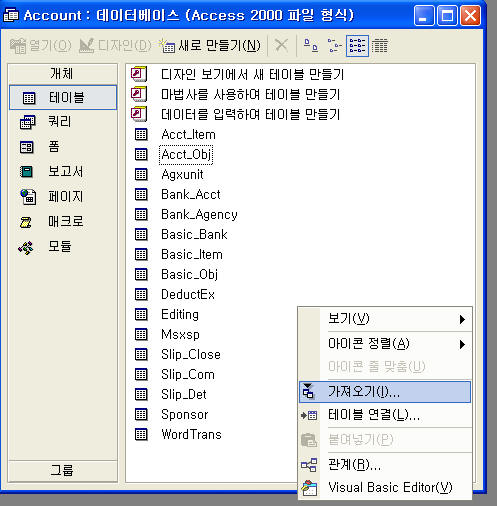 Account : 데이터베이스 (Access 2000 파일 형식)
열기(O) 디자인(D) 새로 만들기(N)
개체
테이블
쿼리
폼
보고서
페이지
매크로
모듈
그룹
디자인 보기에서 새 테이블 만들기
마법사를 사용하여 테이블 만들기
데이터를 입력하여 테이블 만들기
Acct_Item
Acct_Obj
Agxunit
Bank_Acct
Bank_Agency
Basic_Bank
Basic_Item
Basic_Obj
DeductEx
Editing
Msxsp
Slip_Close
Slip_Com
Slip_Det
Sponsor
WordTrans
보기(V)
아이콘 정렬(A)
아이콘 줄 맞춤(U)
가져오기(I)...
테이블 연결(L)...
붙여넣기(P)
관계(R)...
Visual Basic Editor(V)